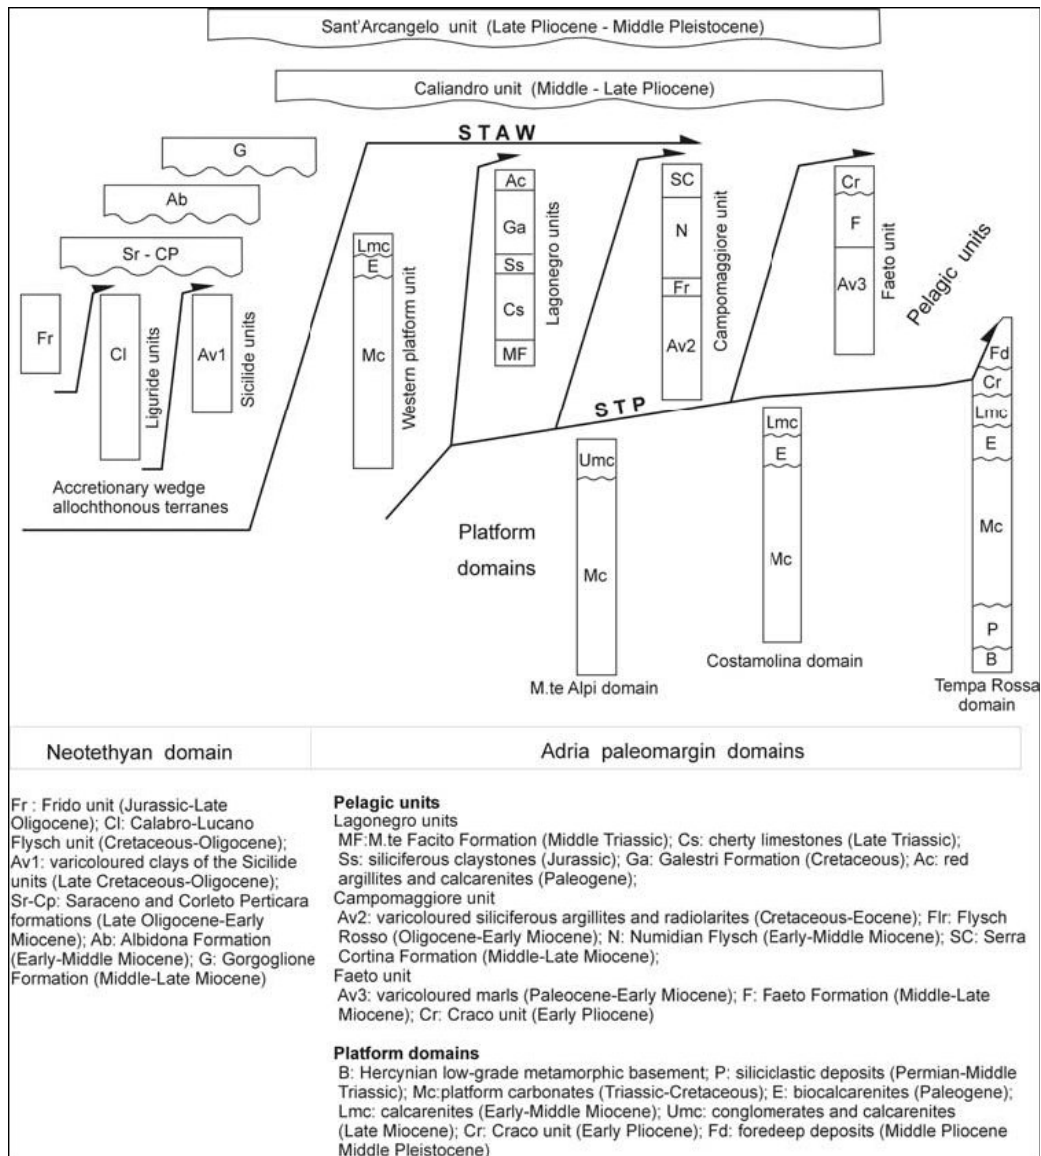 Sant'Arcangelo unit (Late Pliocene - Middle Pleistocene)
Caliandro unit (Middle - Late Pliocene)
STAW
G
Ab
Sr - CP
Fr
Cl
Liguride units
Av1
Sicilide units
Accretionary wedge
allochthonous terranes
Lmc
E
Mc
Western platform unit
Ac
Ga
Ss
Cs
MF
Lagonegro units
SC
N
Fr
Av2
Campomaggiore unit
Cr
F
Av3
Faeto unit
Pelagic units
STP
Platform
domains
Umc
Mc
M.te Alpi domain
Lmc
E
Mc
Costamolina domain
Fd
Cr
Lmc
E
Mc
P
B
Tempa Rossa
domain
Neotethyan domain
Adria paleomargin domains
Fr : Frido unit (Jurassic-Late
Oligocene); Cl: Calabro-Lucano
Flysch unit (Cretaceous-Oligocene);
Av1: varicoloured clays of the Sicilide
units (Late Cretaceous-Oligocene);
Sr-Cp: Saraceno and Corleto Perticara
formations (Late Oligocene-Early
Miocene); Ab: Albidona Formation
(Early-Middle Miocene); G: Gorgoglione
Formation (Middle-Late Miocene)
Pelagic units
Lagonegro units
MF:M.te Facito Formation (Middle Triassic); Cs: cherty limestones (Late Triassic);
Ss: siliciferous claystones (Jurassic); Ga: Galestri Formation (Cretaceous); Ac: red
argillites and calcarenites (Paleogene);
Campomaggiore unit
Av2: varicoloured siliciferous argillites and radiolarites (Cretaceous-Eocene); Flr: Flysch
Rosso (Oligocene-Early Miocene); N: Numidian Flysch (Early-Middle Miocene); SC: Serra
Cortina Formation (Middle-Late Miocene);
Faeto unit
Av3: varicoloured marls (Paleocene-Early Miocene); F: Faeto Formation (Middle-Late
Miocene); Cr: Craco unit (Early Pliocene)
Platform domains
B: Hercynian low-grade metamorphic basement; P: siliciclastic deposits (Permian-Middle
Triassic); Mc:platform carbonates (Triassic-Cretaceous); E: biocalcarenites (Paleogene);
Lmc: calcarenites (Early-Middle Miocene); Umc: conglomerates and calcarenites
(Late Miocene); Cr: Craco unit (Early Pliocene); Fd: foredeep deposits (Middle Pliocene
Middle Pleistocene)